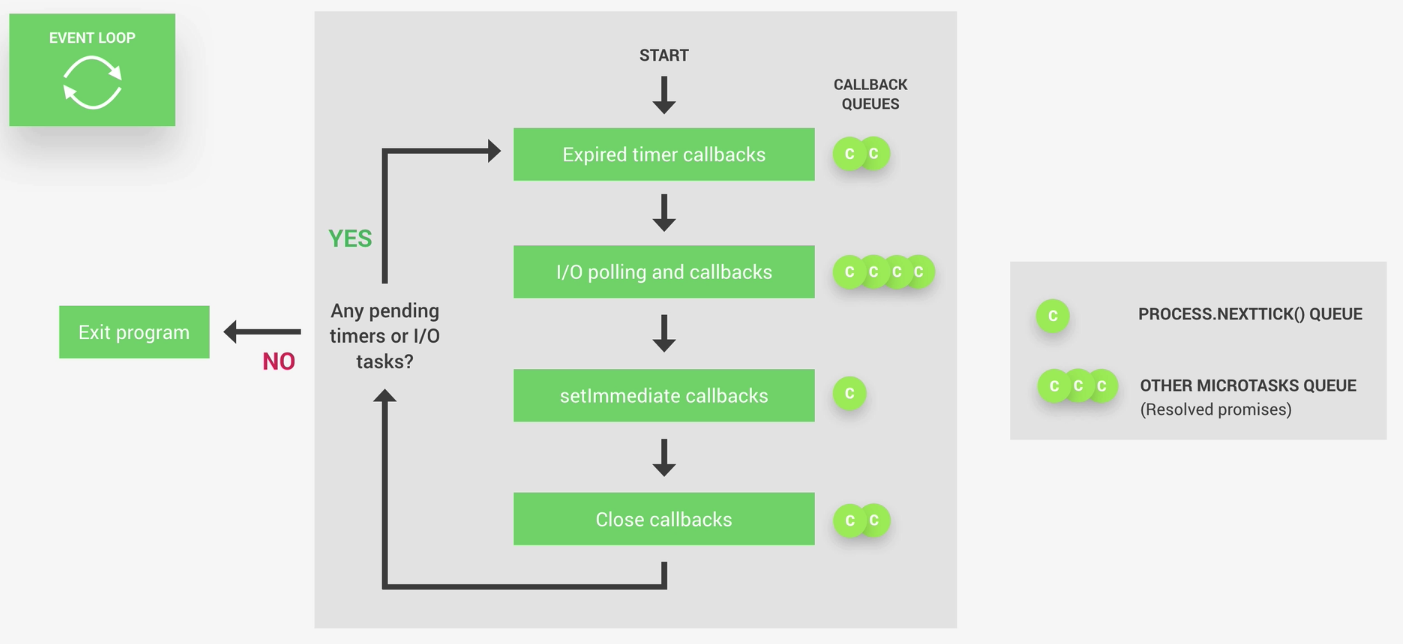 EVENT LOOP
START
CALLBACK
QUEUES
Expired timer callbacks
C C
YES
I/O polling and callbacks
C C C C
Any pending
timers or I/O
tasks?
Exit program
NO
setImmediate callbacks
C
Close callbacks
C C
C
PROCESS.NEXTTICK() QUEUE
C C C
OTHER MICROTASKS QUEUE
(Resolved promises)